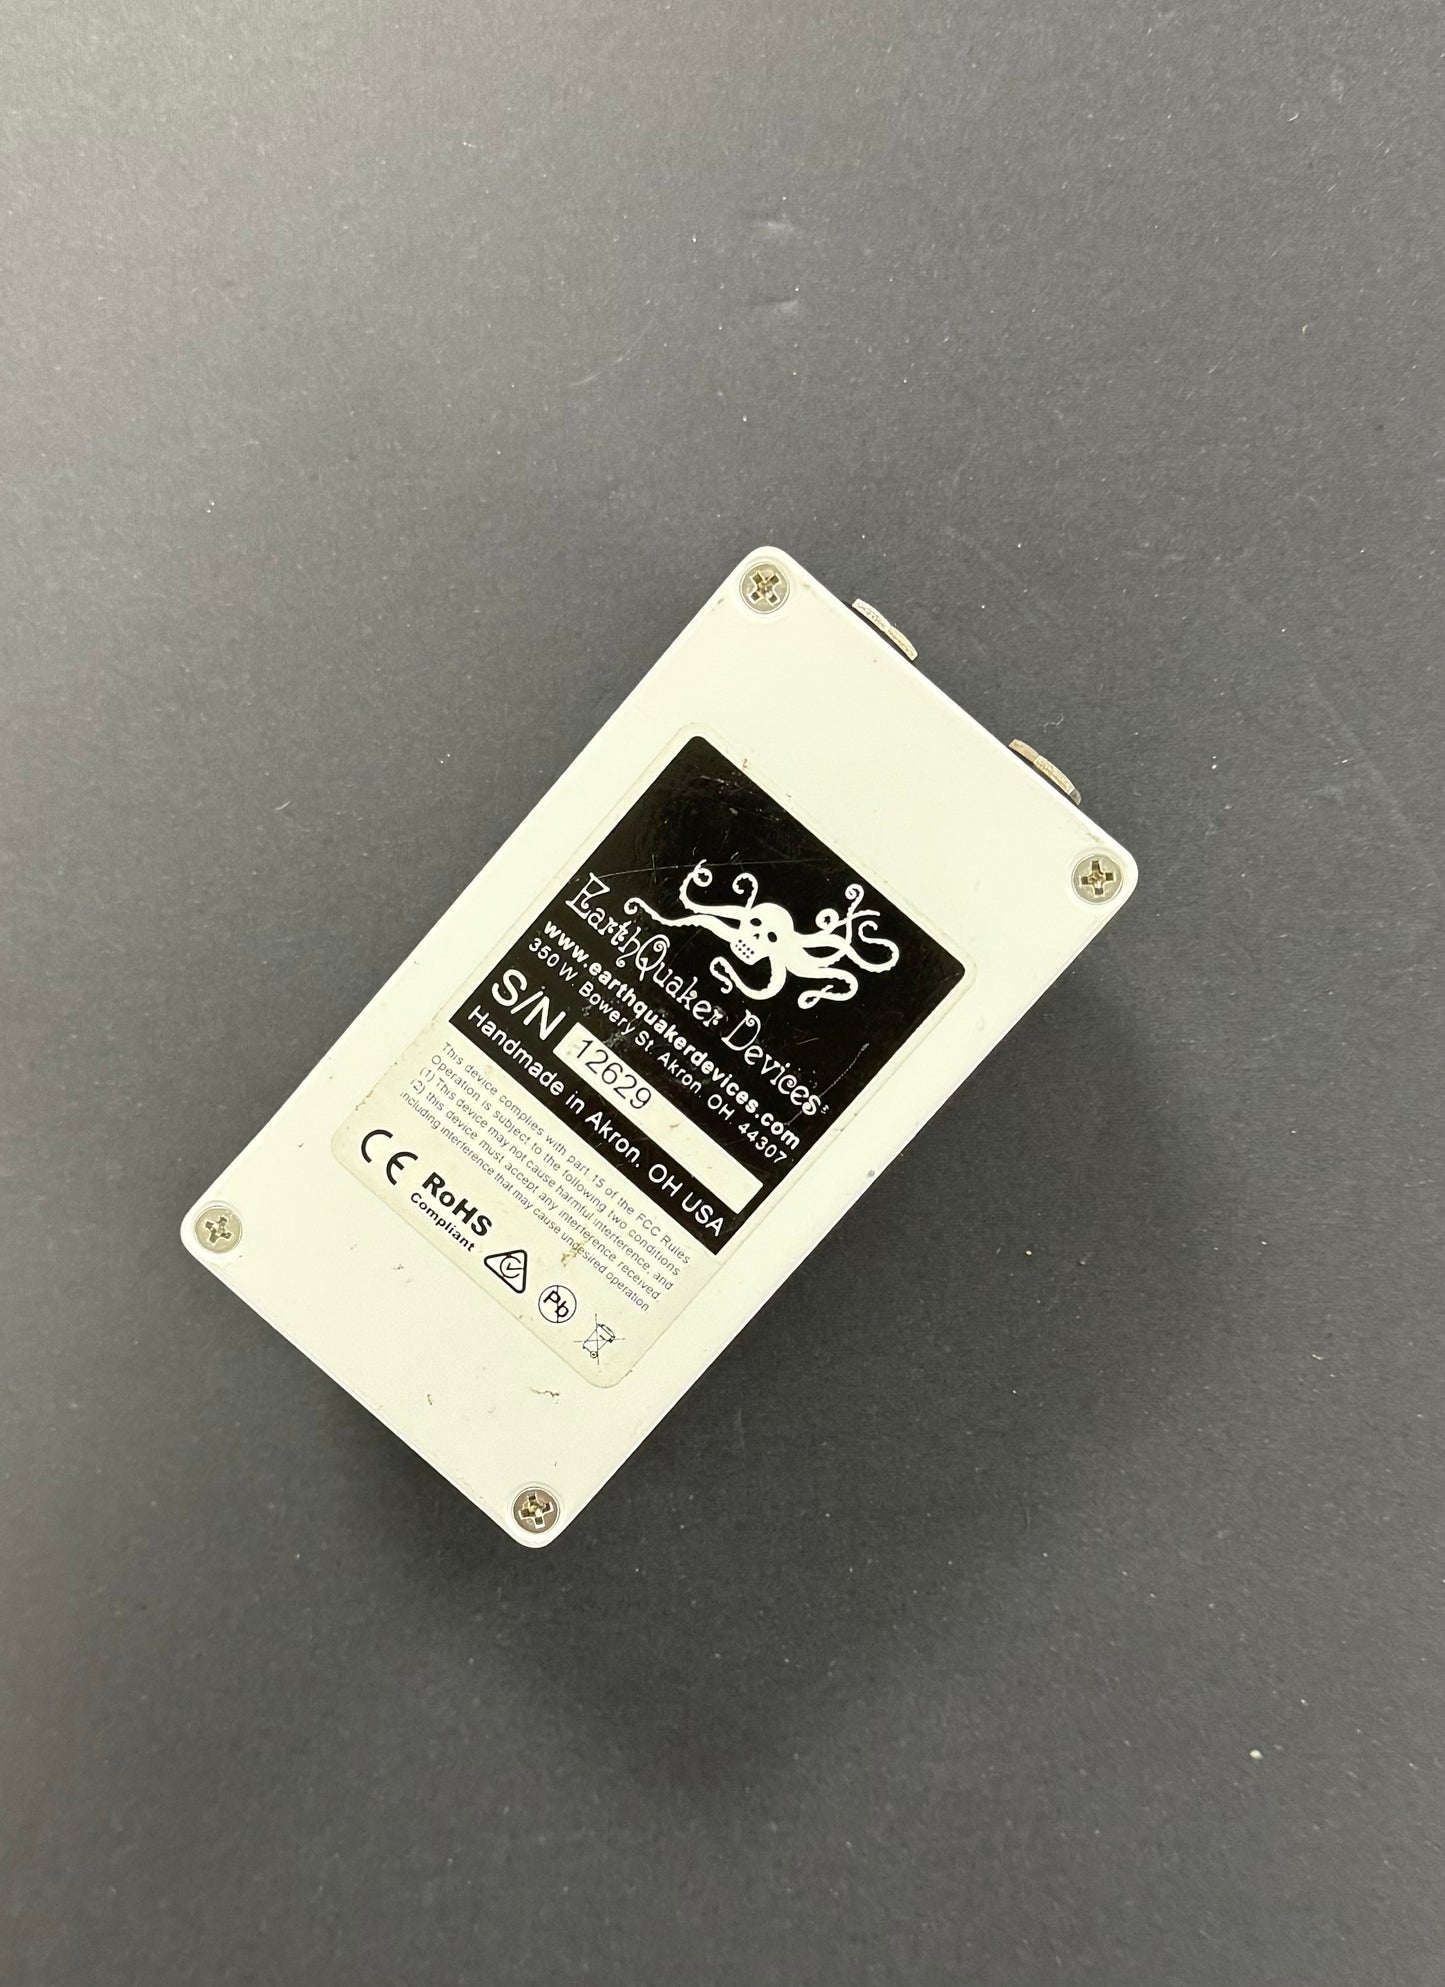 EarthQuaker Devices
www.earthquakerdevices.com
350 W. Bowery St. Akron, OH. 44307
S/N 12629
Handmade in Akron, OH USA
This device complies with part 15 of the FCC Rules
Operation is subject to the following two conditions
(1) This device may not cause harmful interference, and
(2) this device must accept any interference received
including interference that may cause undesired operation
CE RoHS
Compliant
Pb